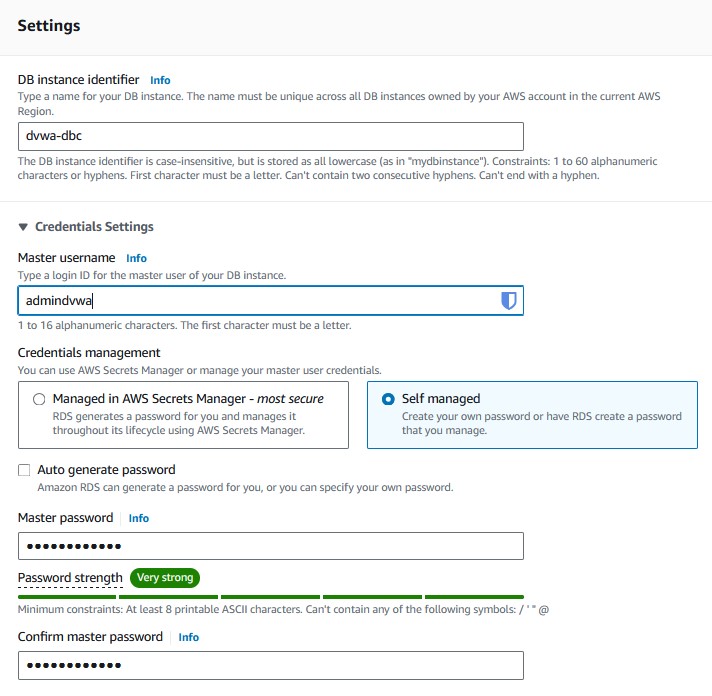 Settings
DB instance identifier Info
Type a name for your DB instance. The name must be unique across all DB instances owned by your AWS account in the current AWS
Region.
dvwa-dbc
The DB instance identifier is case-insensitive, but is stored as all lowercase (as in "mydbinstance"). Constraints: 1 to 60 alphanumeric
characters or hyphens. First character must be a letter. Can't contain two consecutive hyphens. Can't end with a hyphen.
Credentials Settings
Master username Info
Type a login ID for the master user of your DB instance.
admindvwa
1 to 16 alphanumeric characters. The first character must be a letter.
Credentials management
You can use AWS Secrets Manager or manage your master user credentials.
Managed in AWS Secrets Manager - most secure
RDS generates a password for you and manages it
throughout its lifecycle using AWS Secrets Manager.
Self managed
Create your own password or have RDS create a password
that you manage.
Auto generate password
Amazon RDS can generate a password for you, or you can specify your own password.
Master password Info
••••••••••••
Password strength Very strong
Minimum constraints: At least 8 printable ASCII characters. Can't contain any of the following symbols: / ' " @
Confirm master password Info
••••••••••••